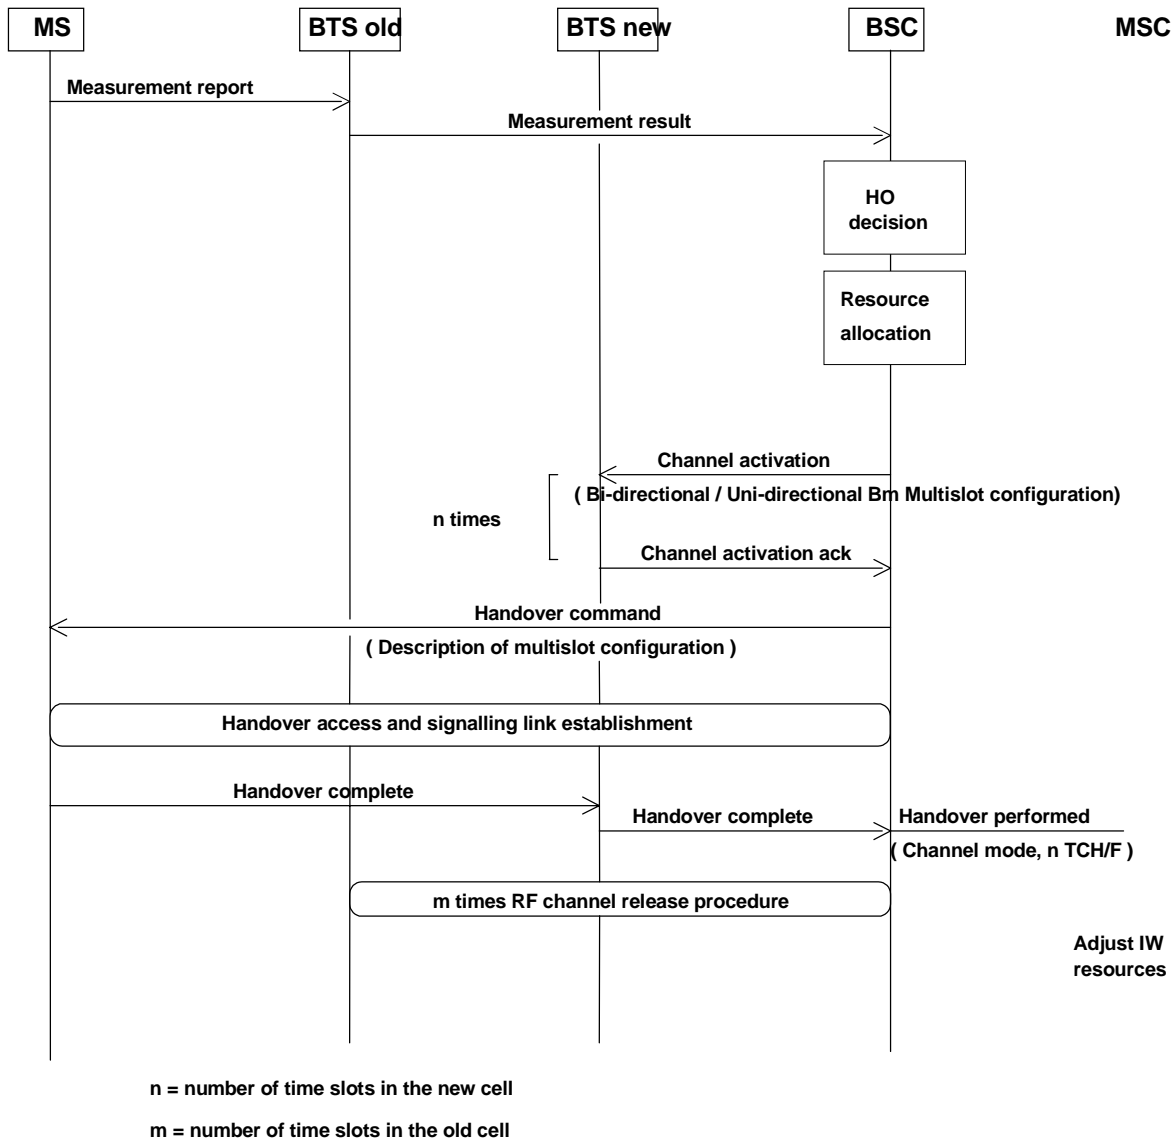 MS
BTS old
BTS new
BSC
MSC
Measurement report
Measurement result
HO
decision
Resource
allocation
Channel activation
( Bi-directional / Uni-directional Bm Multislot configuration)
n times
Channel activation ack
Handover command
( Description of multislot configuration )
Handover access and signalling link establishment
Handover complete
Handover complete
Handover performed
( Channel mode, n TCH/F )
m times RF channel release procedure
Adjust IW
resources
n = number of time slots in the new cell
m = number of time slots in the old cell